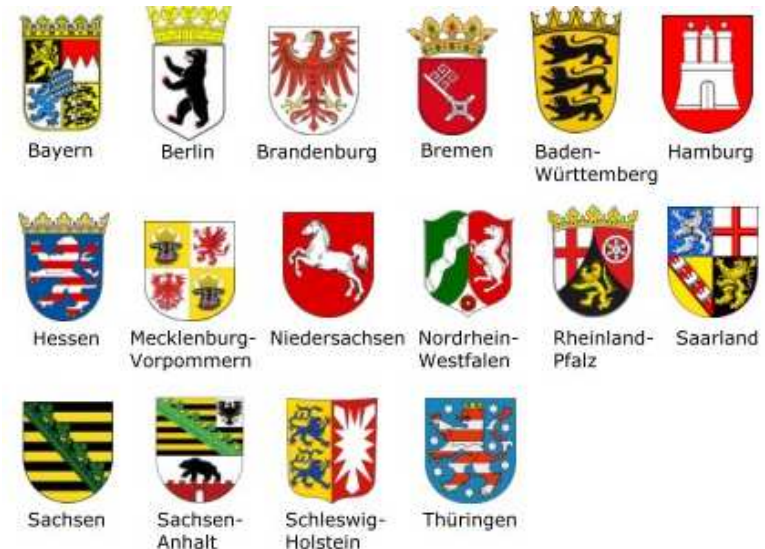 Bayern
Berlin
Brandenburg
Bremen
Baden-
Württemberg
Hamburg
Hessen
Mecklenburg-
Vorpommern
Niedersachsen
Nordrhein-
Westfalen
Rheinland-
Pfalz
Saarland
Sachsen
Sachsen-
Anhalt
Schleswig-
Holstein
Thüringen